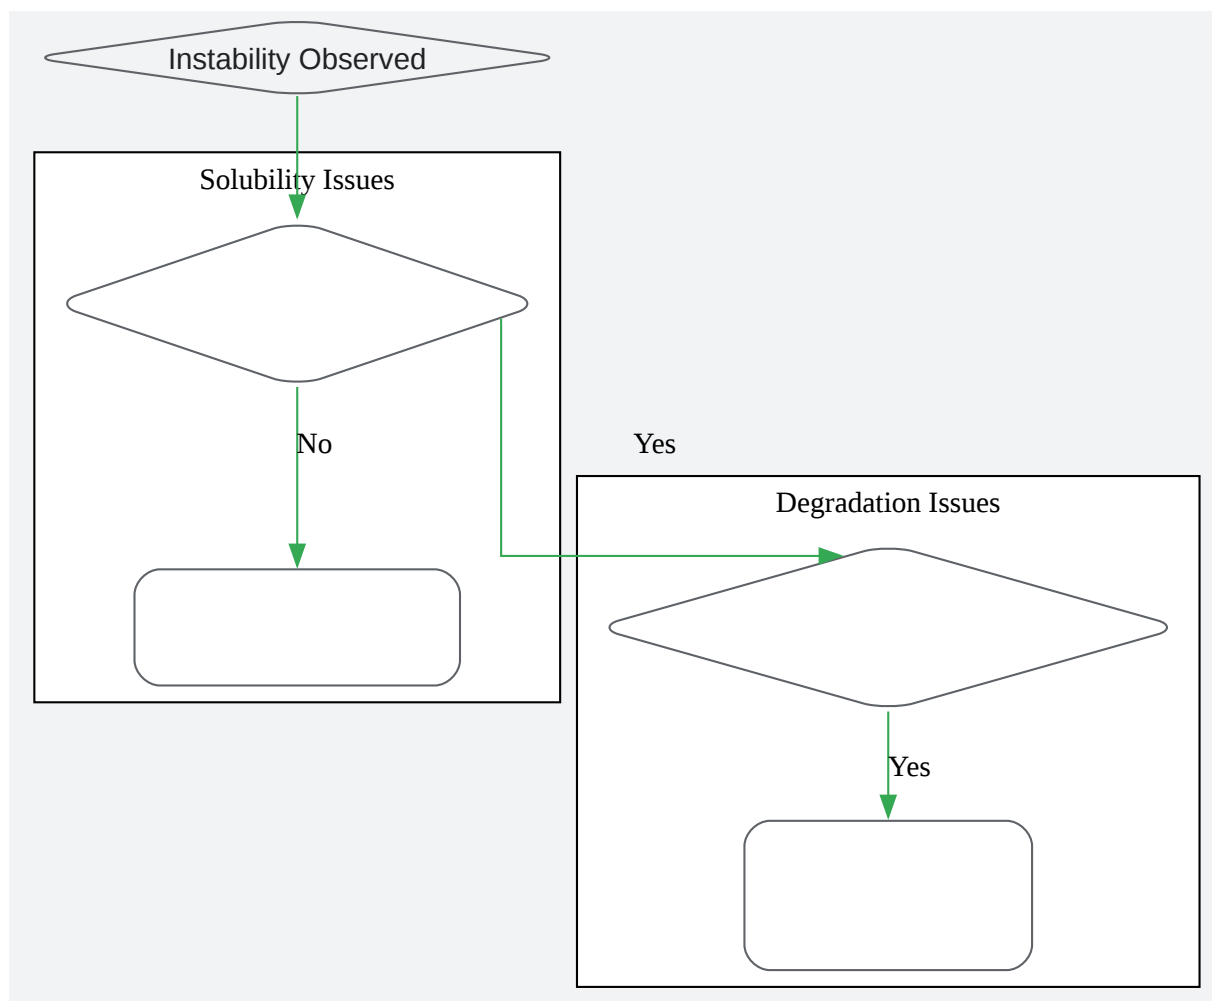 Instability Observed
Solubility Issues
No
Yes
Degradation Issues
Yes